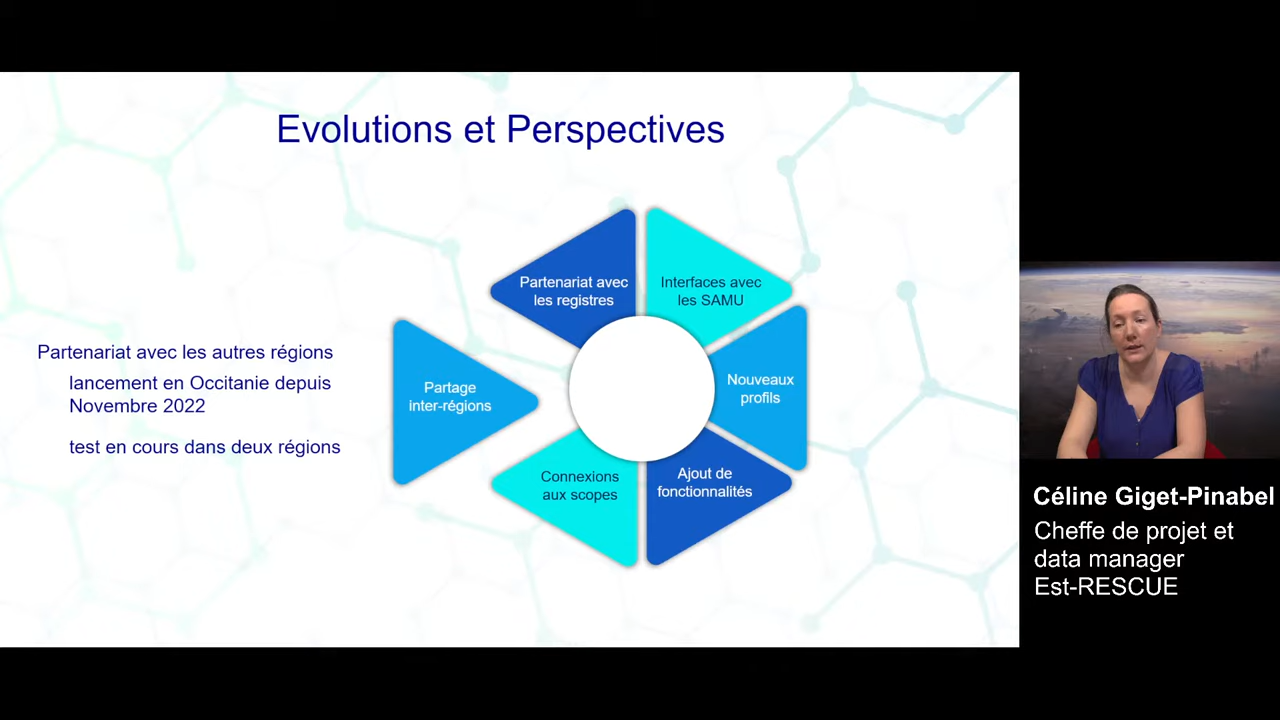 Evolutions et Perspectives
Partenariat avec les autres régions
lancement en Occitanie depuis
Novembre 2022
test en cours dans deux régions
Partenariat avec
les registres
Interfaces avec
les SAMU
Partage
inter-régions
Nouveaux
profils
Connexions
aux scopes
Ajout de
fonctionnalités
Céline Giget-Pinabel
Cheffe de projet et
data manager
Est-RESCUE